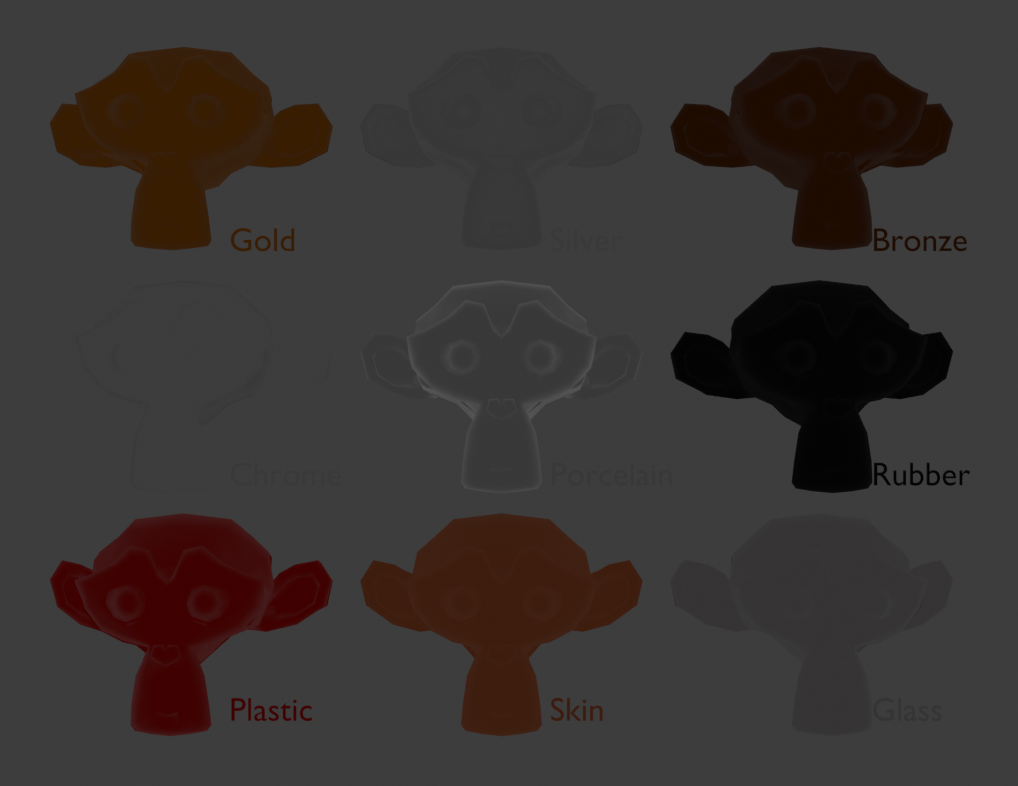 Gold
Silver
Bronze
Chrome
Porcelain
Rubber
Plastic
Skin
Glass